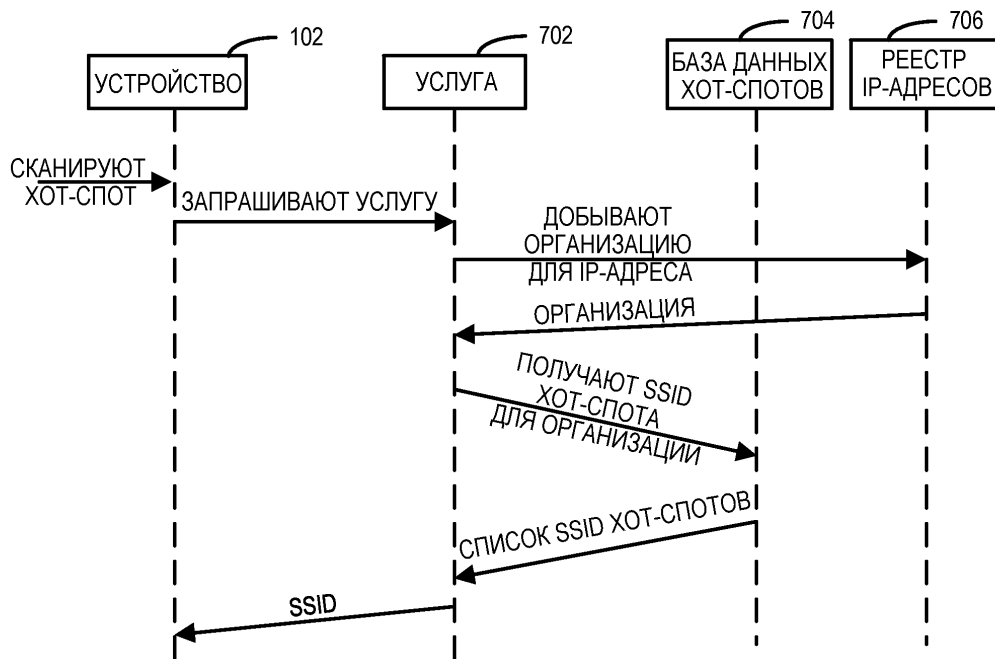 102
702
704
706
УСТРОЙСТВО
УСЛУГА
БАЗА ДАННЫХ
ХОТ-СПОТОВ
РЕЕСТР
IP-АДРЕСОВ
СКАНИРУЮТ
ХОТ-СПОТ
ЗАПРАШИВАЮТ УСЛУГУ
ДОБЫВАЮТ
ОРГАНИЗАЦИЮ
ДЛЯ IP-АДРЕСА
ОРГАНИЗАЦИЯ
ПОЛУЧАЮТ SSID
ХОТ-СПОТА
ДЛЯ ОРГАНИЗАЦИИ
СПИСОК SSID ХОТ-СПОТОВ
SSID